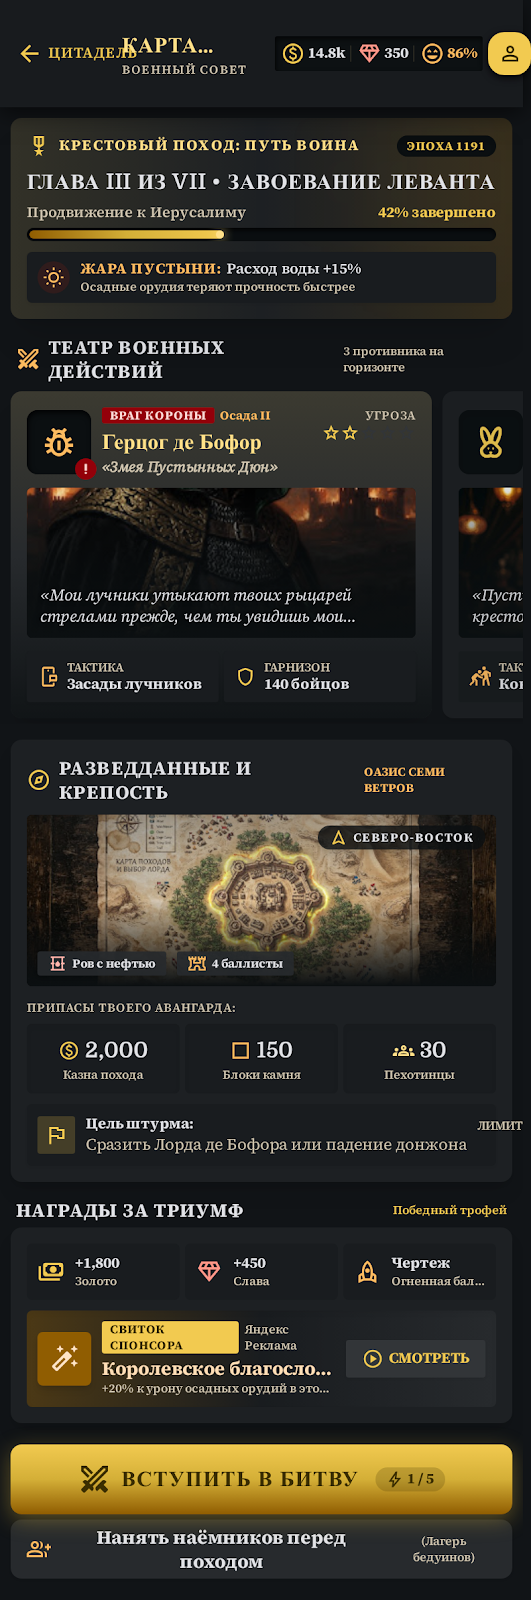 ЦИТАДЕЛЬ
КАРТА...
ВОЕННЫЙ СОВЕТ
14.8k
350
86%
КРЕСТОВЫЙ ПОХОД: ПУТЬ ВОИНА
ЭПОХА 1191
ГЛАВА III ИЗ VII • ЗАВОЕВАНИЕ ЛЕВАНТА
Продвижение к Иерусалиму
42% завершено
ЖАРА ПУСТЫНИ: Расход воды +15%
Осадные орудия теряют прочность быстрее
ТЕАТР ВОЕННЫХ
ДЕЙСТВИЙ
3 противника на
горизонте
ВРАГ КОРОНЫ
Осада II
УГРОЗА
Герцог де Бофор
«Змея Пустынных Дюн»
«Мои лучники утыкают твоих рыцарей
стрелами прежде, чем ты увидишь мои...
ТАКТИКА
Засады лучников
ГАРНИЗОН
140 бойцов
РАЗВЕДДАННЫЕ И
КРЕПОСТЬ
ОАЗИС СЕМИ
ВЕТРОВ
СЕВЕРО-ВОСТОК
КАРТА ПОХОДОВ
И ВЫБОР ЛОРДА
Ров с нефтью
4 баллисты
ПРИПАСЫ ТВОЕГО АВАНГАРДА:
2,000
Казна похода
150
Блоки камня
30
Пехотинцы
Цель штурма:
Сразить Лорда де Бофора или падение донжона
ЛИМИТ
НАГРАДЫ ЗА ТРИУМФ
Победный трофей
+1,800
Золото
+450
Слава
Чертеж
Огненная бал...
СВИТОК
СПОНСОРА
Яндекс
Реклама
Королевское благосло...
+20% к урону осадных орудий в это...
СМОТРЕТЬ
ВСТУПИТЬ В БИТВУ
1 / 5
Нанять наёмников перед
походом
(Лагерь
бедуинов)